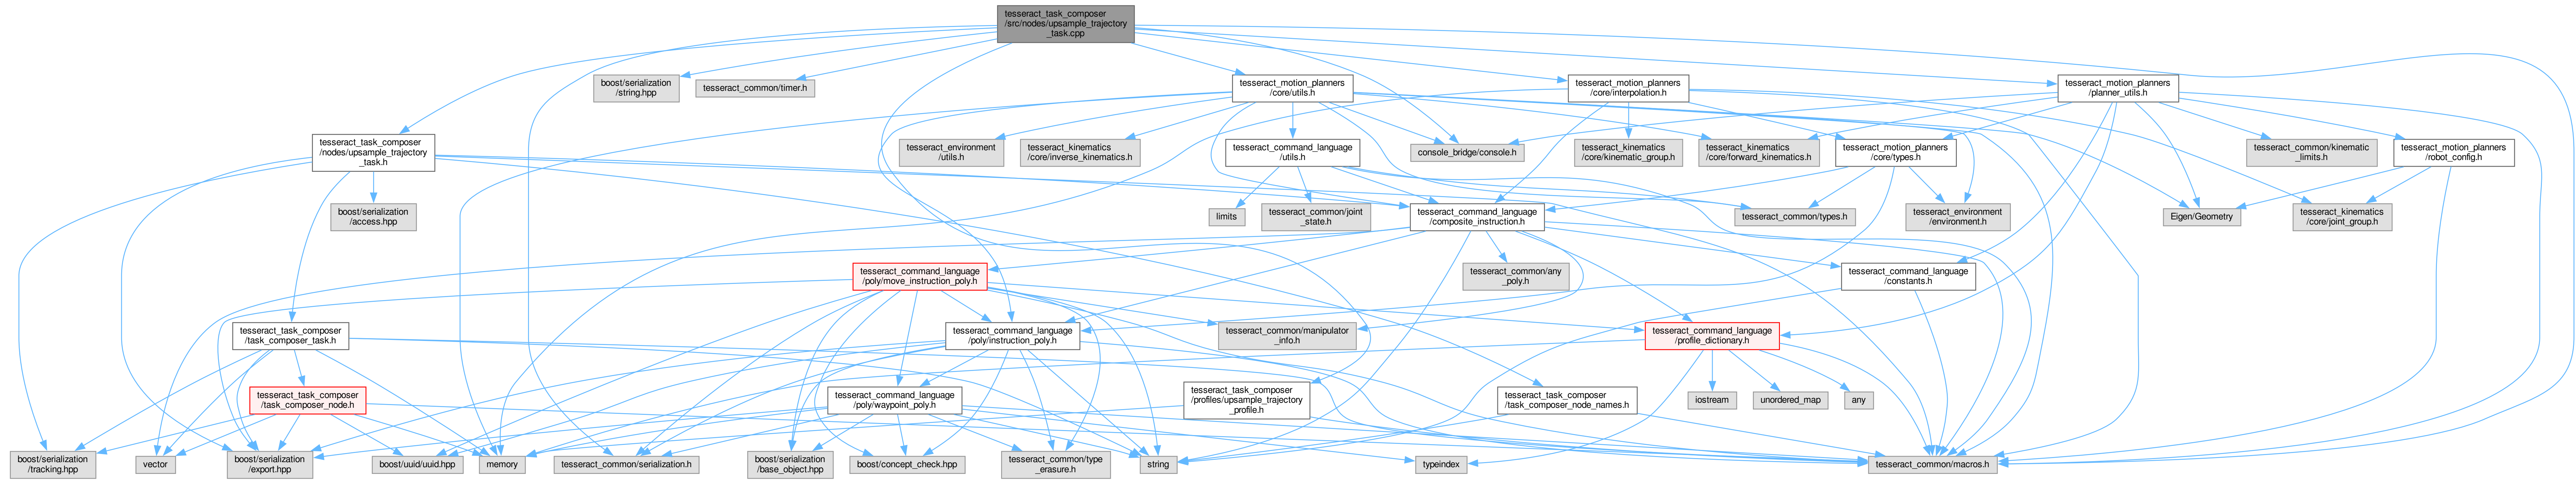 tesseract_task_composer
/src/nodes/upsample_trajectory
_task.cpp
boost/serialization
/string.hpp
tesseract_common/timer.h
tesseract_motion_planners
/core/utils.h
tesseract_motion_planners
/core/interpolation.h
tesseract_motion_planners
/planner_utils.h
tesseract_task_composer
/nodes/upsample_trajectory
_task.h
tesseract_environment
/utils.h
tesseract_kinematics
/core/inverse_kinematics.h
tesseract_command_language
/utils.h
console_bridge/console.h
tesseract_kinematics
/core/kinematic_group.h
tesseract_kinematics
/core/forward_kinematics.h
tesseract_motion_planners
/core/types.h
tesseract_common/kinematic
_limits.h
tesseract_motion_planners
/robot_config.h
boost/serialization
/access.hpp
limits
tesseract_common/joint
_state.h
tesseract_command_language
/composite_instruction.h
tesseract_common/types.h
tesseract_environment
/environment.h
Eigen/Geometry
tesseract_kinematics
/core/joint_group.h
tesseract_command_language
/poly/move_instruction_poly.h
tesseract_common/any
_poly.h
tesseract_command_language
/constants.h
tesseract_task_composer
/task_composer_task.h
tesseract_command_language
/poly/instruction_poly.h
tesseract_common/manipulator
_info.h
tesseract_command_language
/profile_dictionary.h
tesseract_task_composer
/task_composer_node.h
tesseract_command_language
/poly/waypoint_poly.h
tesseract_task_composer
/profiles/upsample_trajectory
_profile.h
tesseract_task_composer
/task_composer_node_names.h
iostream
unordered_map
any
boost/serialization
/tracking.hpp
vector
boost/serialization
/export.hpp
boost/uuid/uuid.hpp
memory
tesseract_common/serialization.h
boost/serialization
/base_object.hpp
boost/concept_check.hpp
tesseract_common/type
_erasure.h
string
typeindex
tesseract_common/macros.h